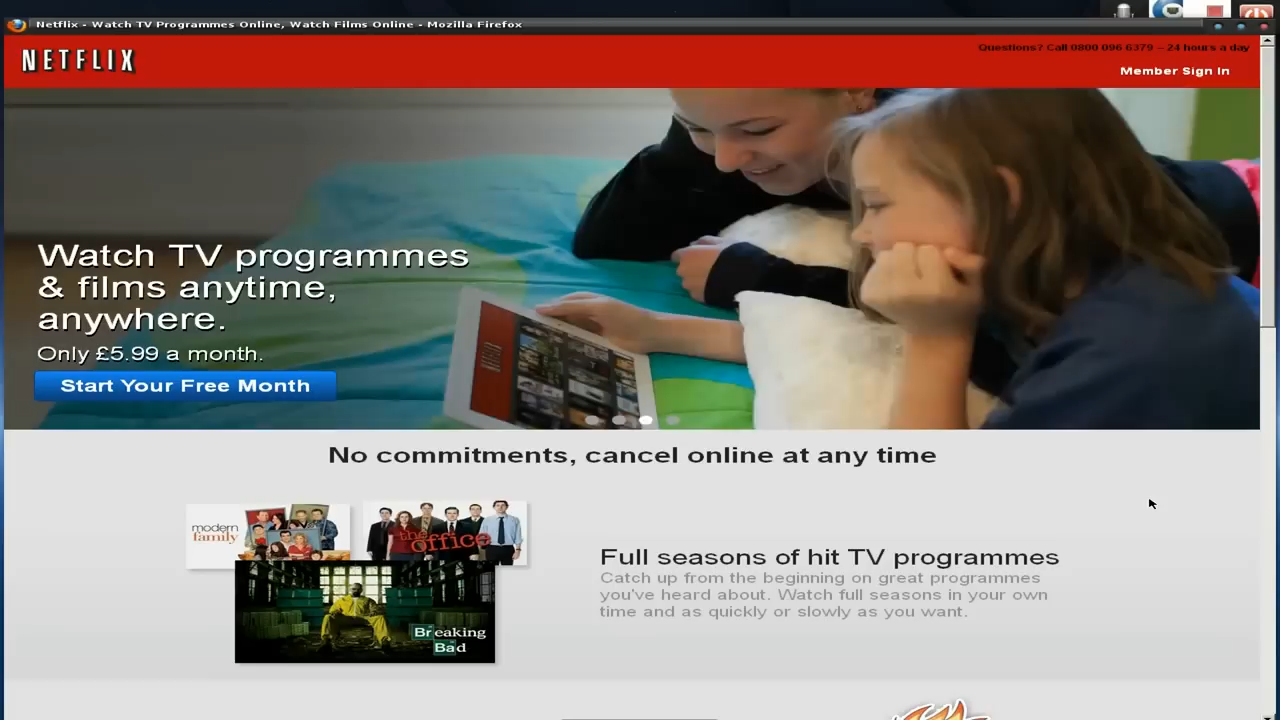 Netflix - Watch TV Programmes Online, Watch Films Online - Mozilla Firefox
Questions? Call 0800 096 6379 – 24 hours a day
NETFLIX
Member Sign In
Watch TV programmes
& films anytime,
anywhere.
Only £5.99 a month.
Start Your Free Month
No commitments, cancel online at any time
modern
family
the
office
Breaking
Bad
Full seasons of hit TV programmes
Catch up from the beginning on great programmes
you've heard about. Watch full seasons in your own
time and as quickly or slowly as you want.